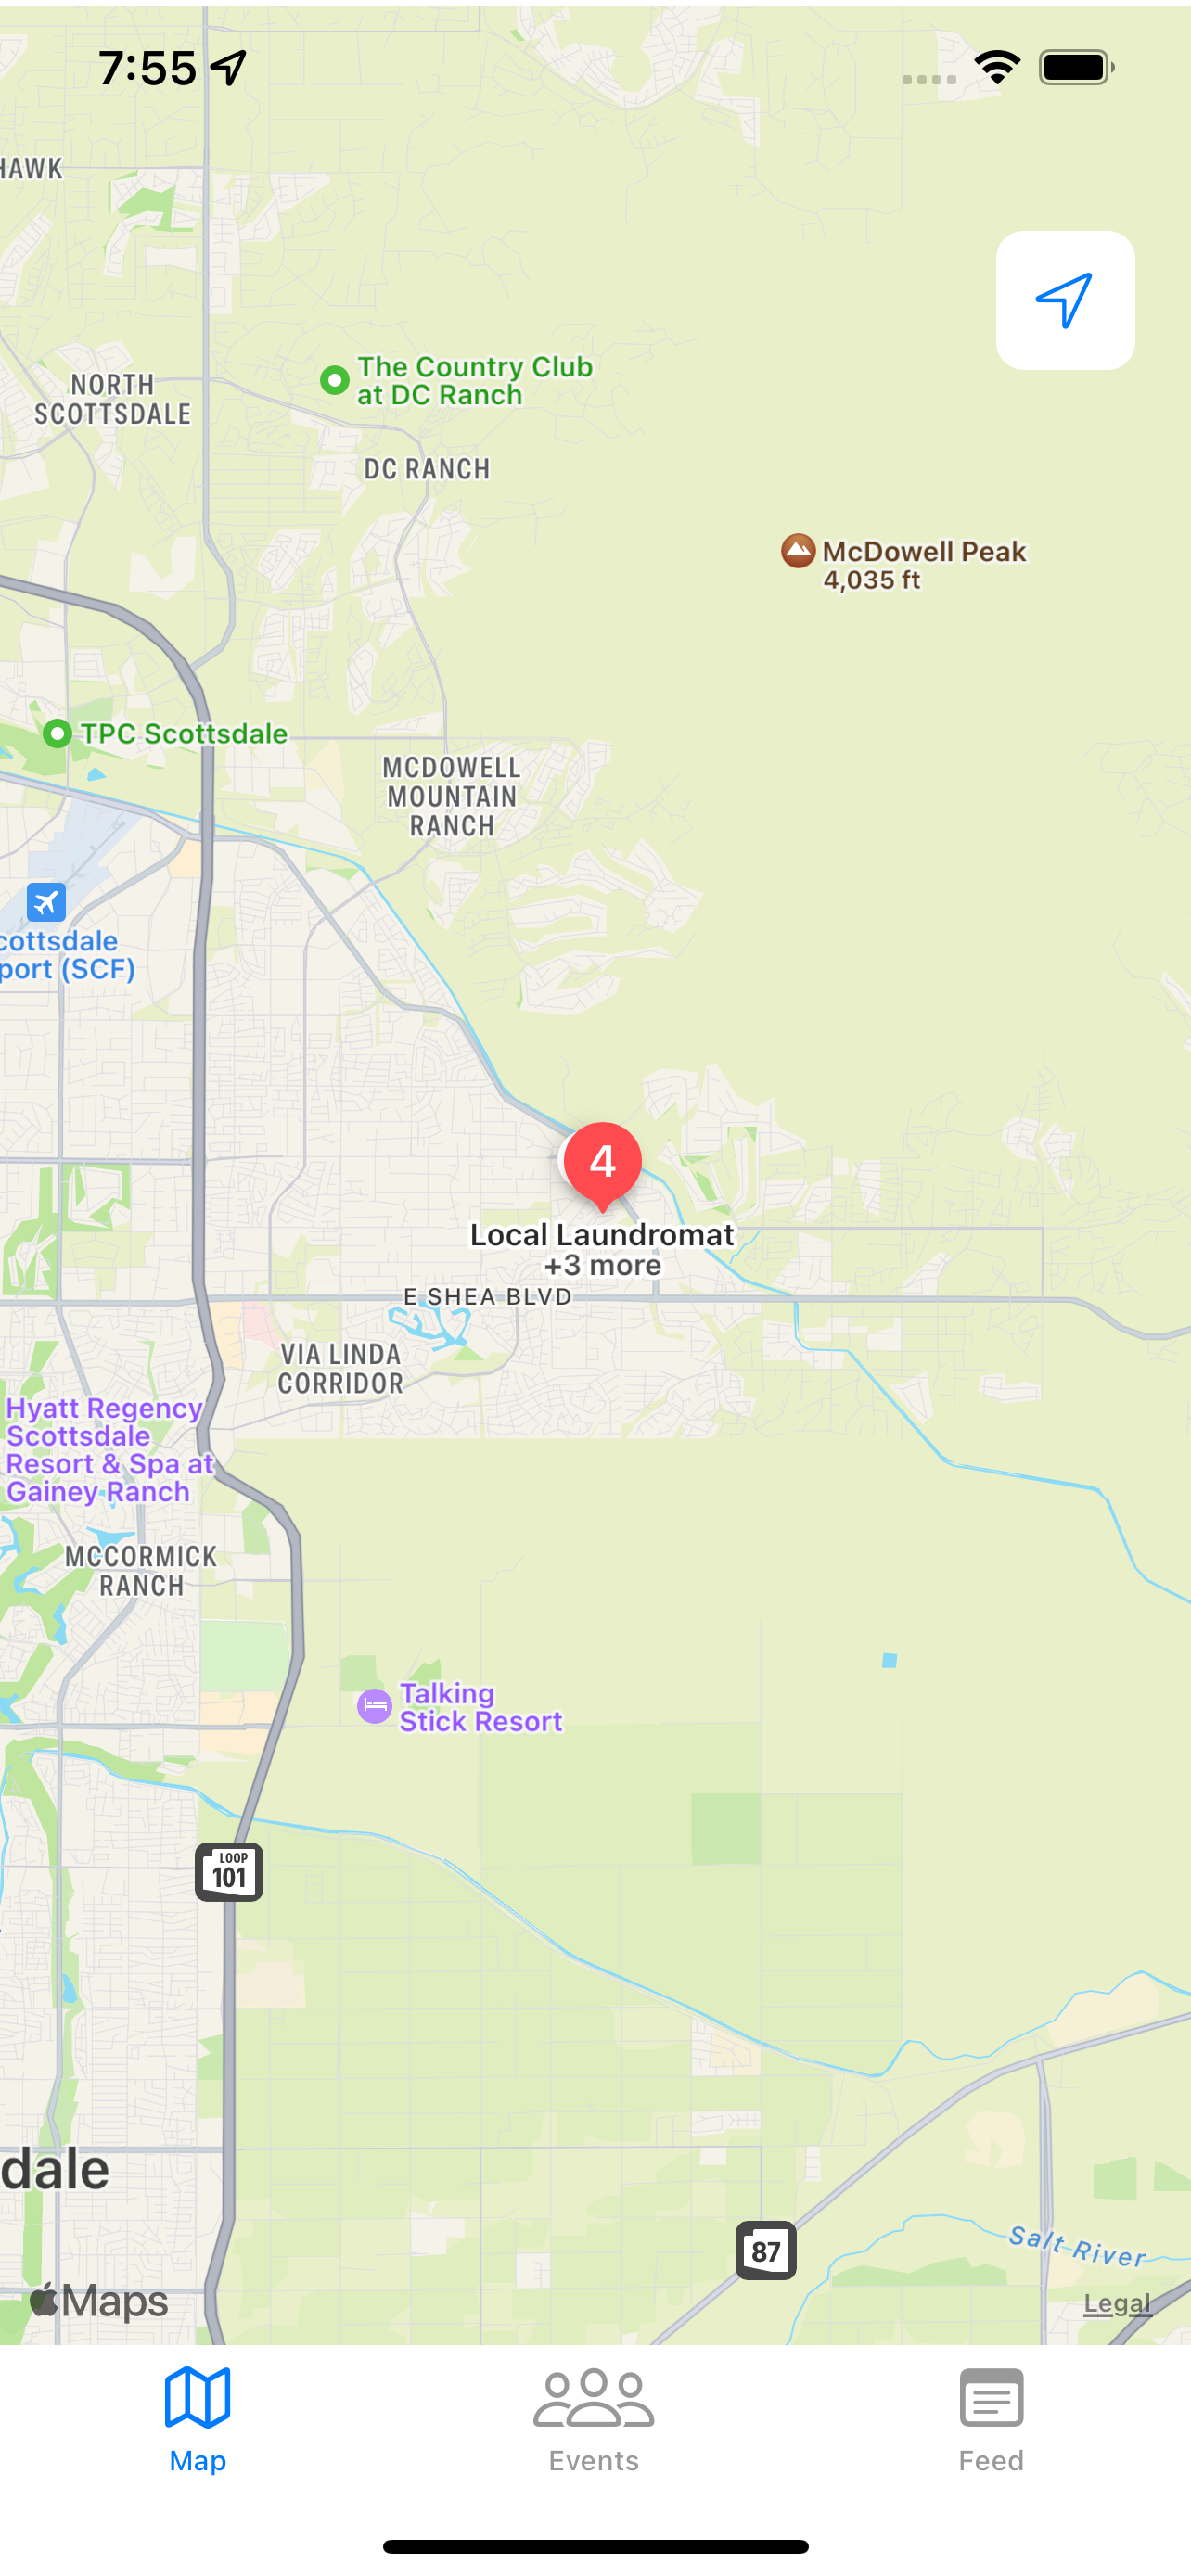 7:55
HAWK
NORTH
SCOTTSDALE
The Country Club
at DC Ranch
DC RANCH
McDowell Peak
4,035 ft
TPC Scottsdale
MCDOWELL
MOUNTAIN
RANCH
cottsdale
port (SCF)
4
Local Laundromat
+3 more
E SHEA BLVD
VIA LINDA
CORRIDOR
Hyatt Regency
Scottsdale
Resort & Spa at
Gainey Ranch
MCCORMICK
RANCH
Talking
Stick Resort
LOOP
101
dale
87
Salt River
Maps
Legal
Map
Events
Feed